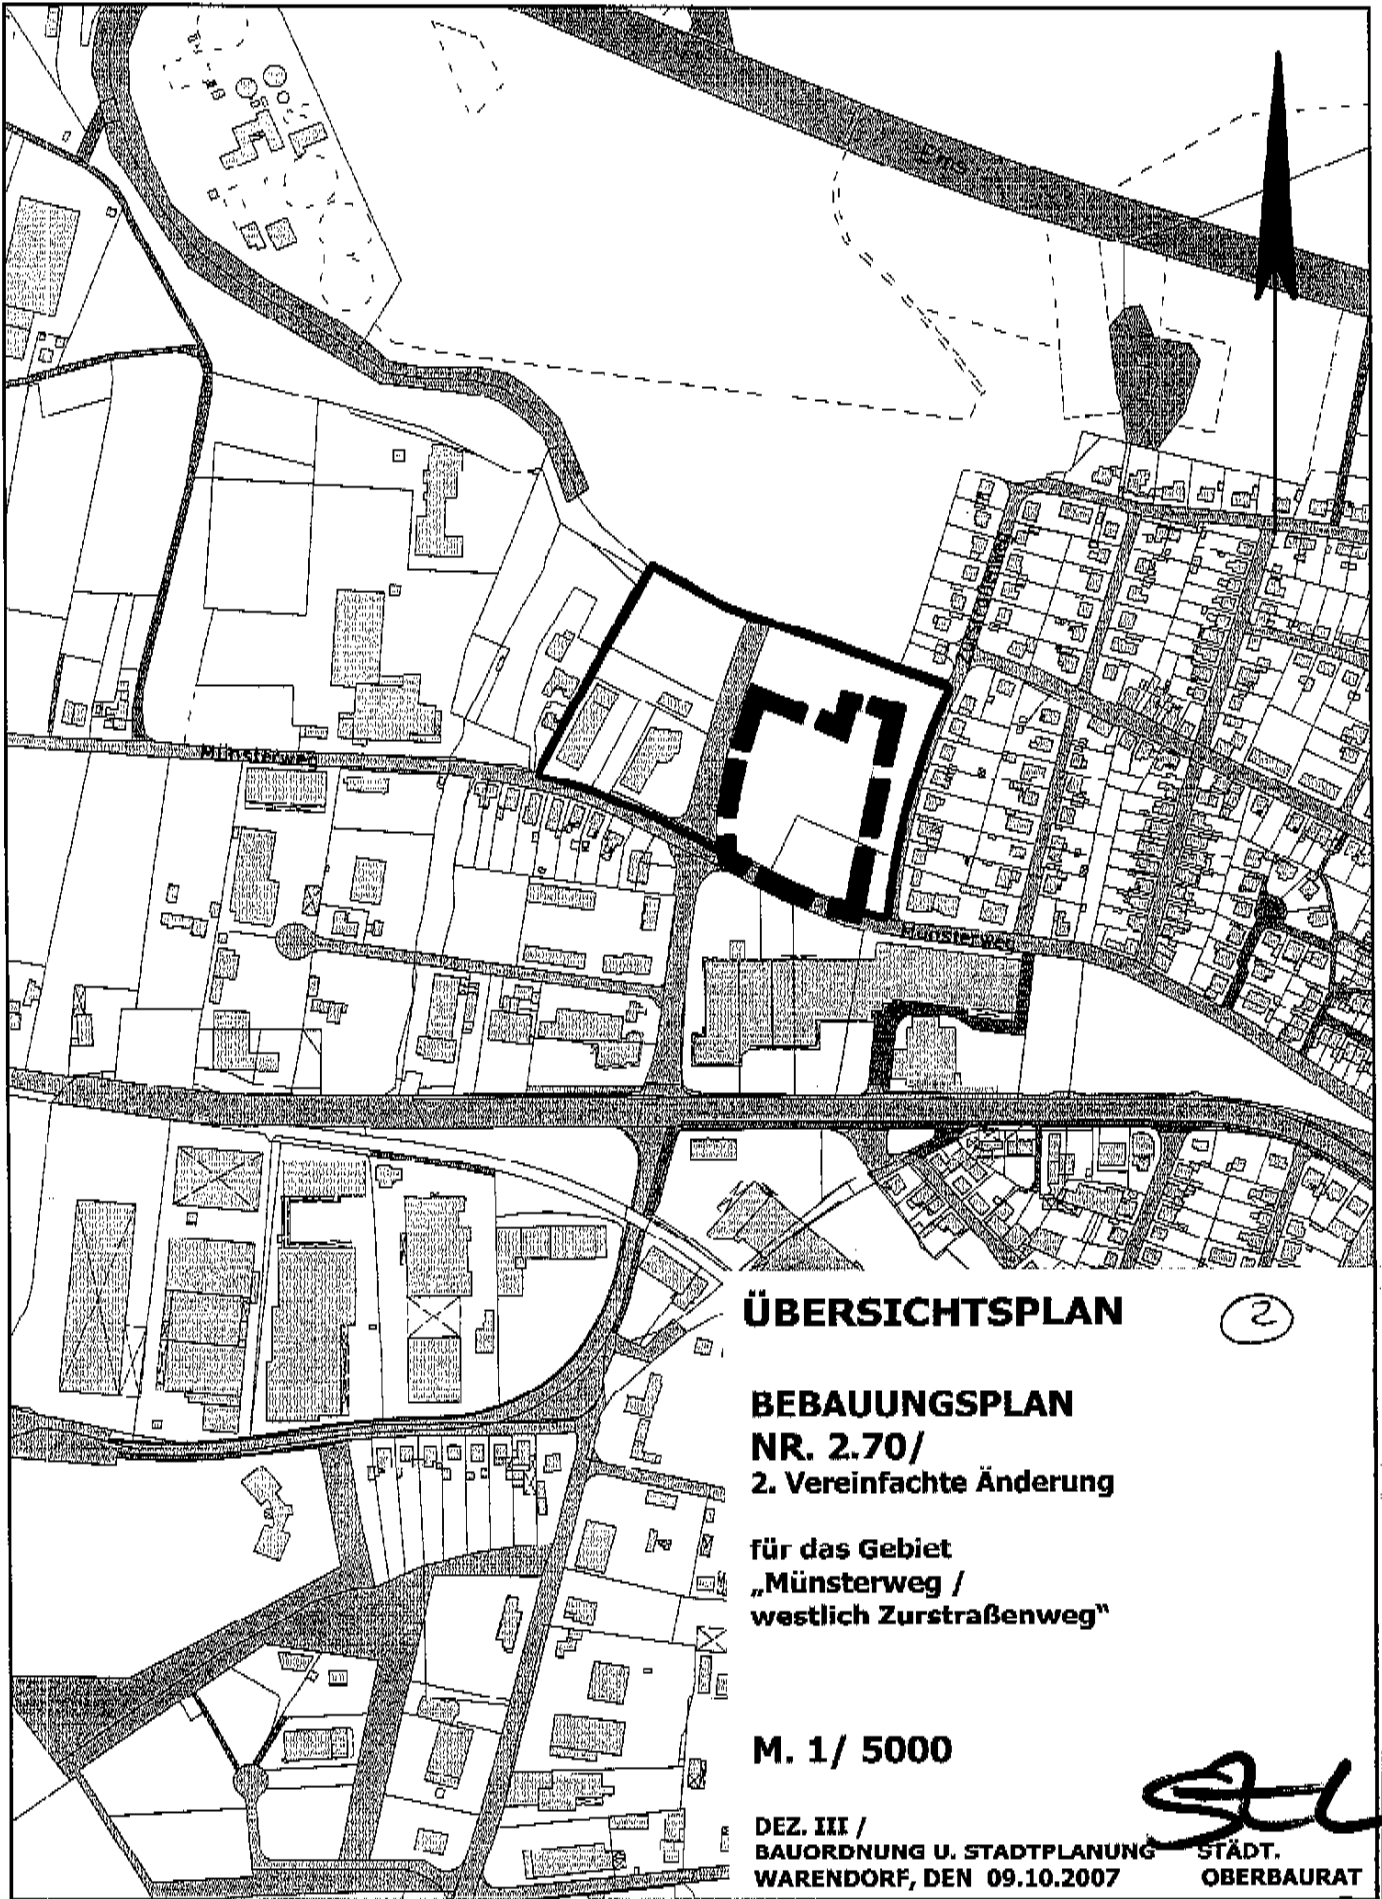 Ems
Münsterweg
Münsterweg
ÜBERSICHTSPLAN
2
BEBAUUNGSPLAN
NR. 2.70/
2. Vereinfachte Änderung
für das Gebiet
„Münsterweg /
westlich Zurstraßenweg“
M. 1/ 5000
DEZ. III /
BAUORDNUNG U. STADTPLANUNG STÄDT.
WARENDORF, DEN 09.10.2007 OBERBAURAT